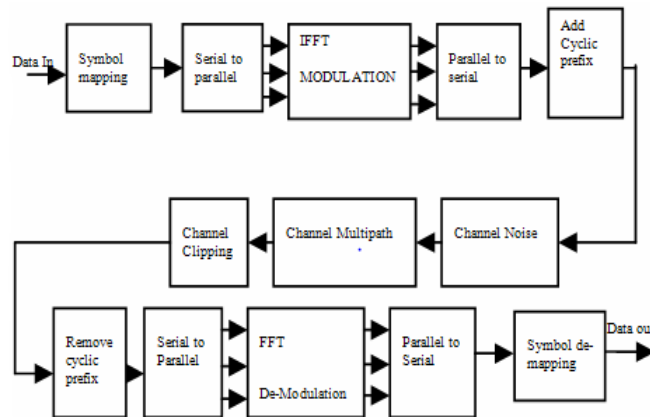 Data In
Symbol
mapping
Serial to
parallel
IFFT
MODULATION
Parallel to
serial
Add
Cyclic
prefix
Channel
Clipping
Channel Multipath
Channel Noise
Remove
cyclic
prefix
Serial to
Parallel
FFT
De-Modulation
Parallel to
Serial
Symbol de-
mapping
Data ou